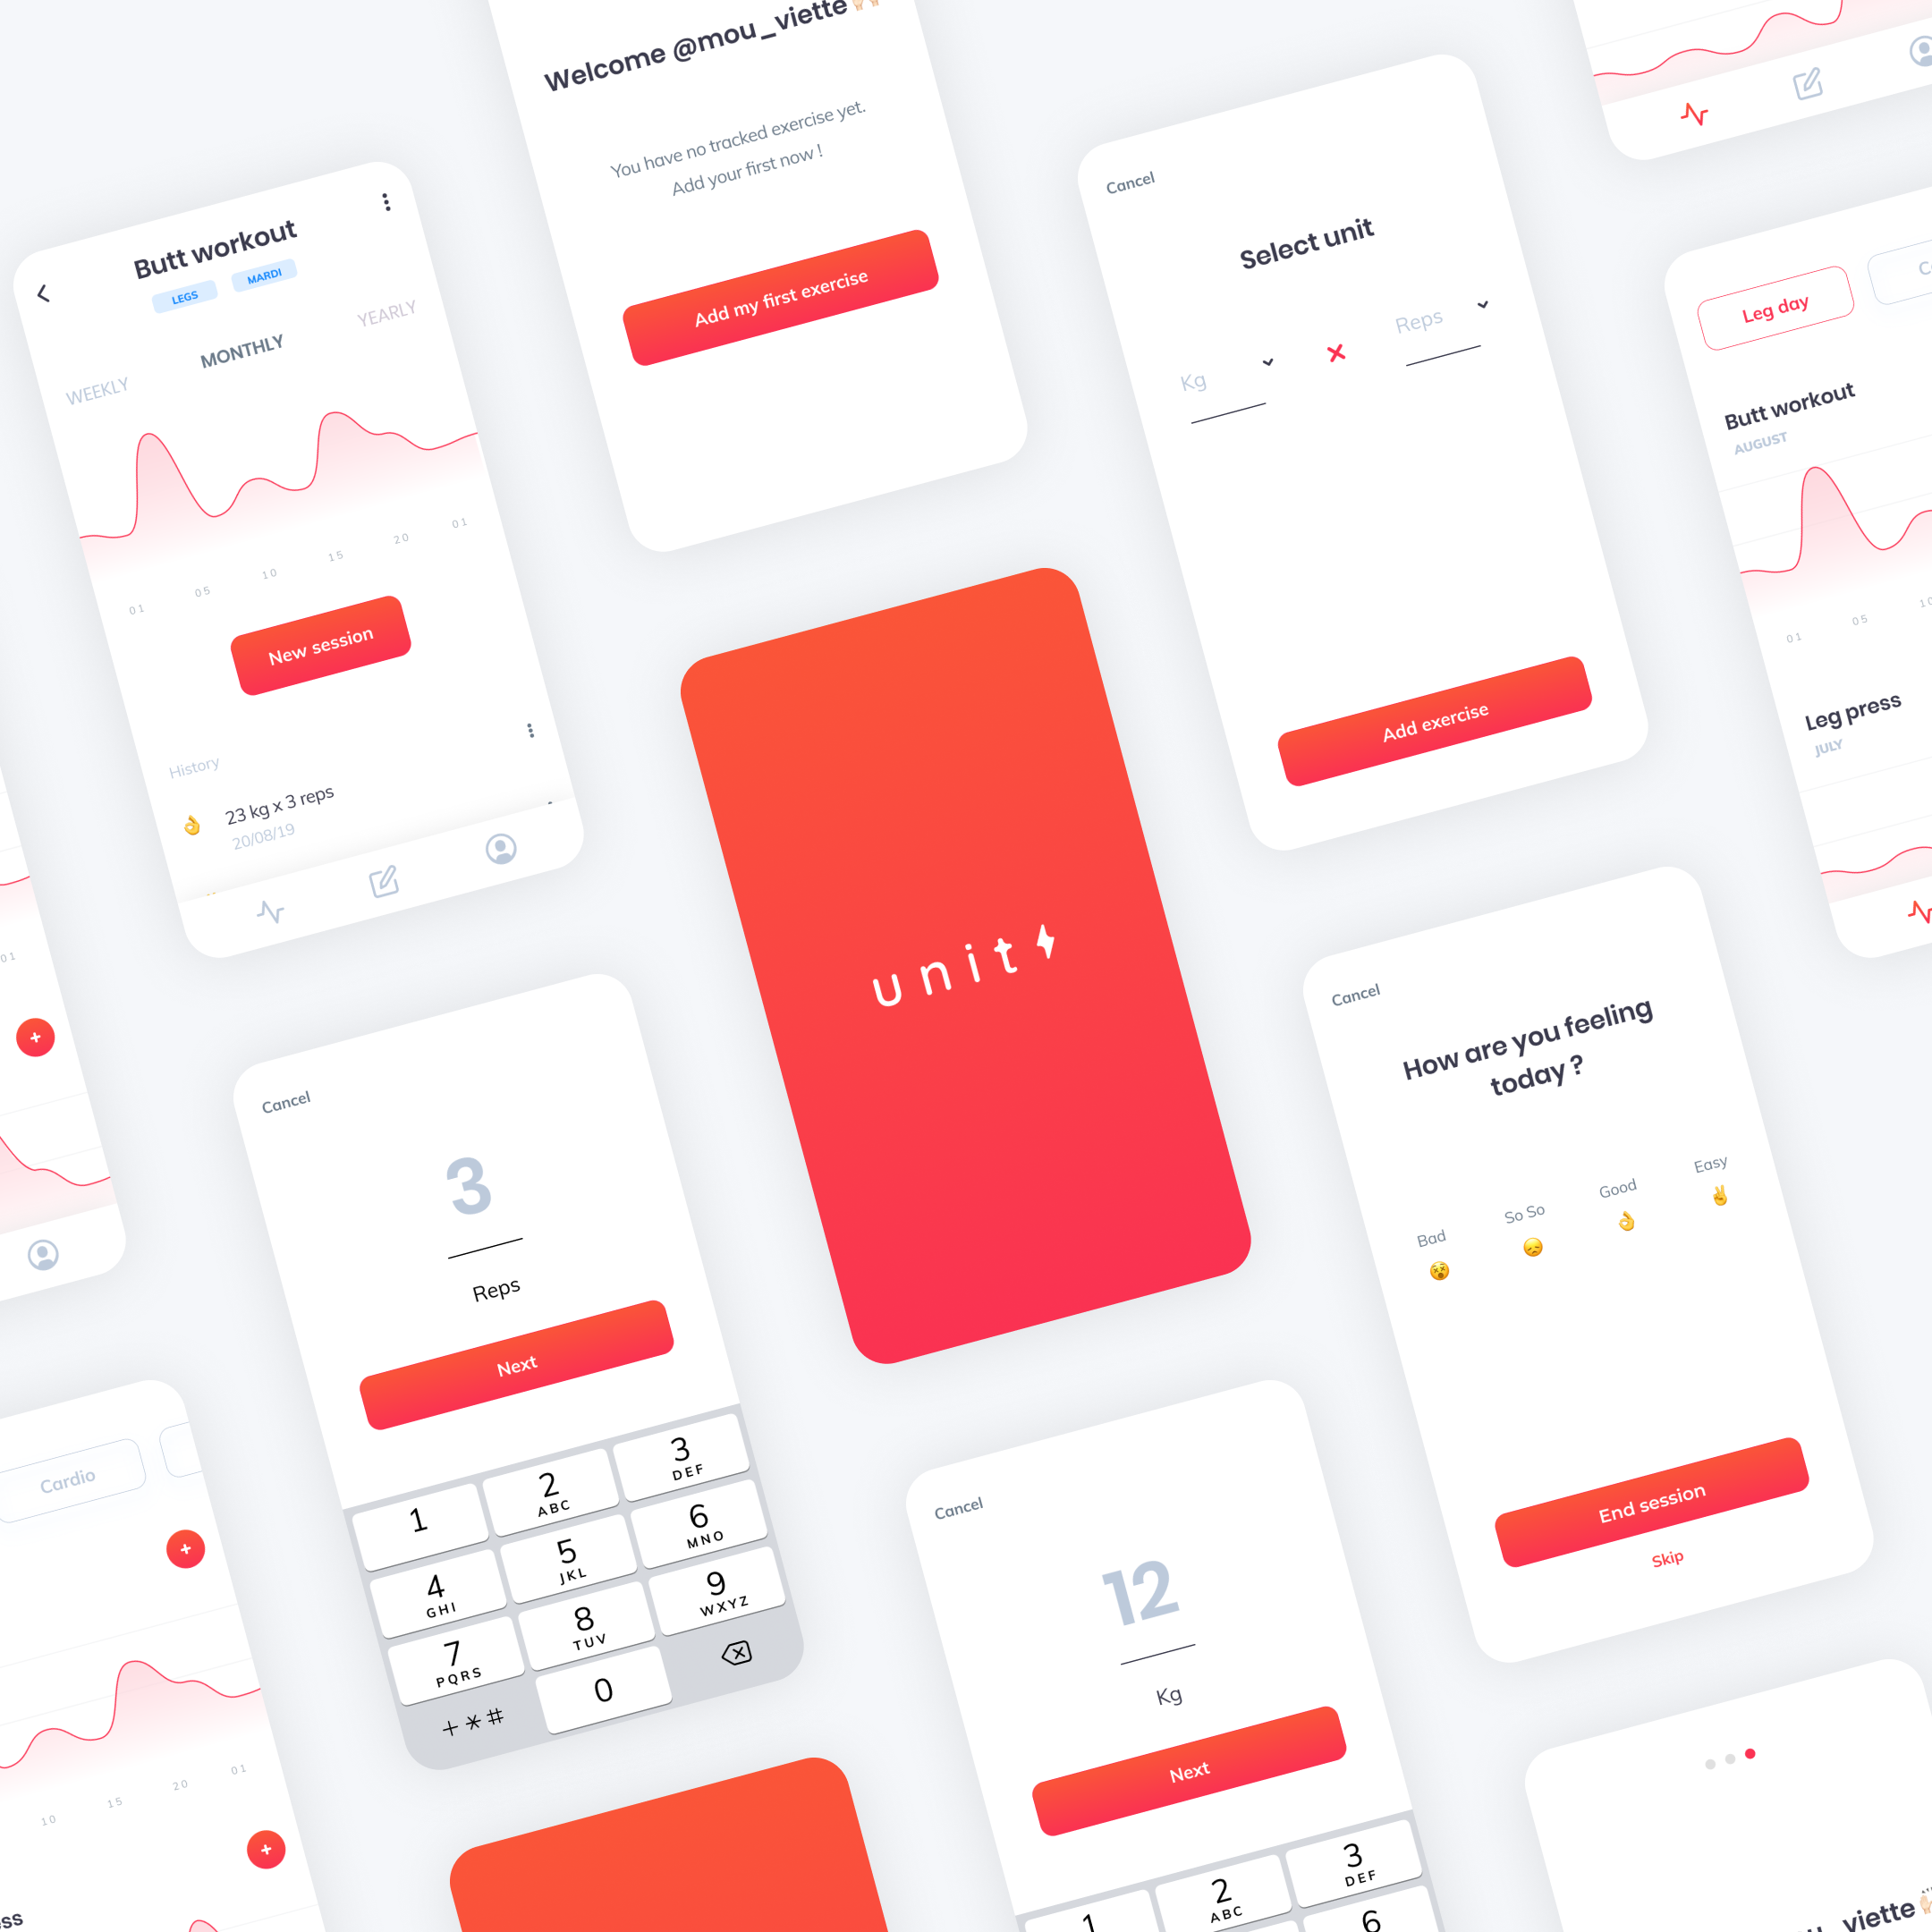 Welcome @mou_viette
You have no tracked exercise yet.
Add your first now !
Add my first exercise
Butt workout
LEGS
MARDI
WEEKLY
MONTHLY
YEARLY
01
05
10
15
20
01
New session
History
23 kg x 3 reps
20/08/19
Cancel
Select unit
Kg
Reps
Add exercise
Leg day
Butt workout
AUGUST
01
05
10
Leg press
JULY
unit
Cancel
How are you feeling
today ?
Bad
So So
Good
Easy
End session
Skip
01
Cancel
3
Reps
Next
1
2
ABC
3
DEF
4
GHI
5
JKL
6
MNO
7
PQRS
8
TUV
9
WXYZ
+*#
0
Cardio
10
15
20
01
Cancel
12
Kg
Next
1
2
ABC
3
DEF
6